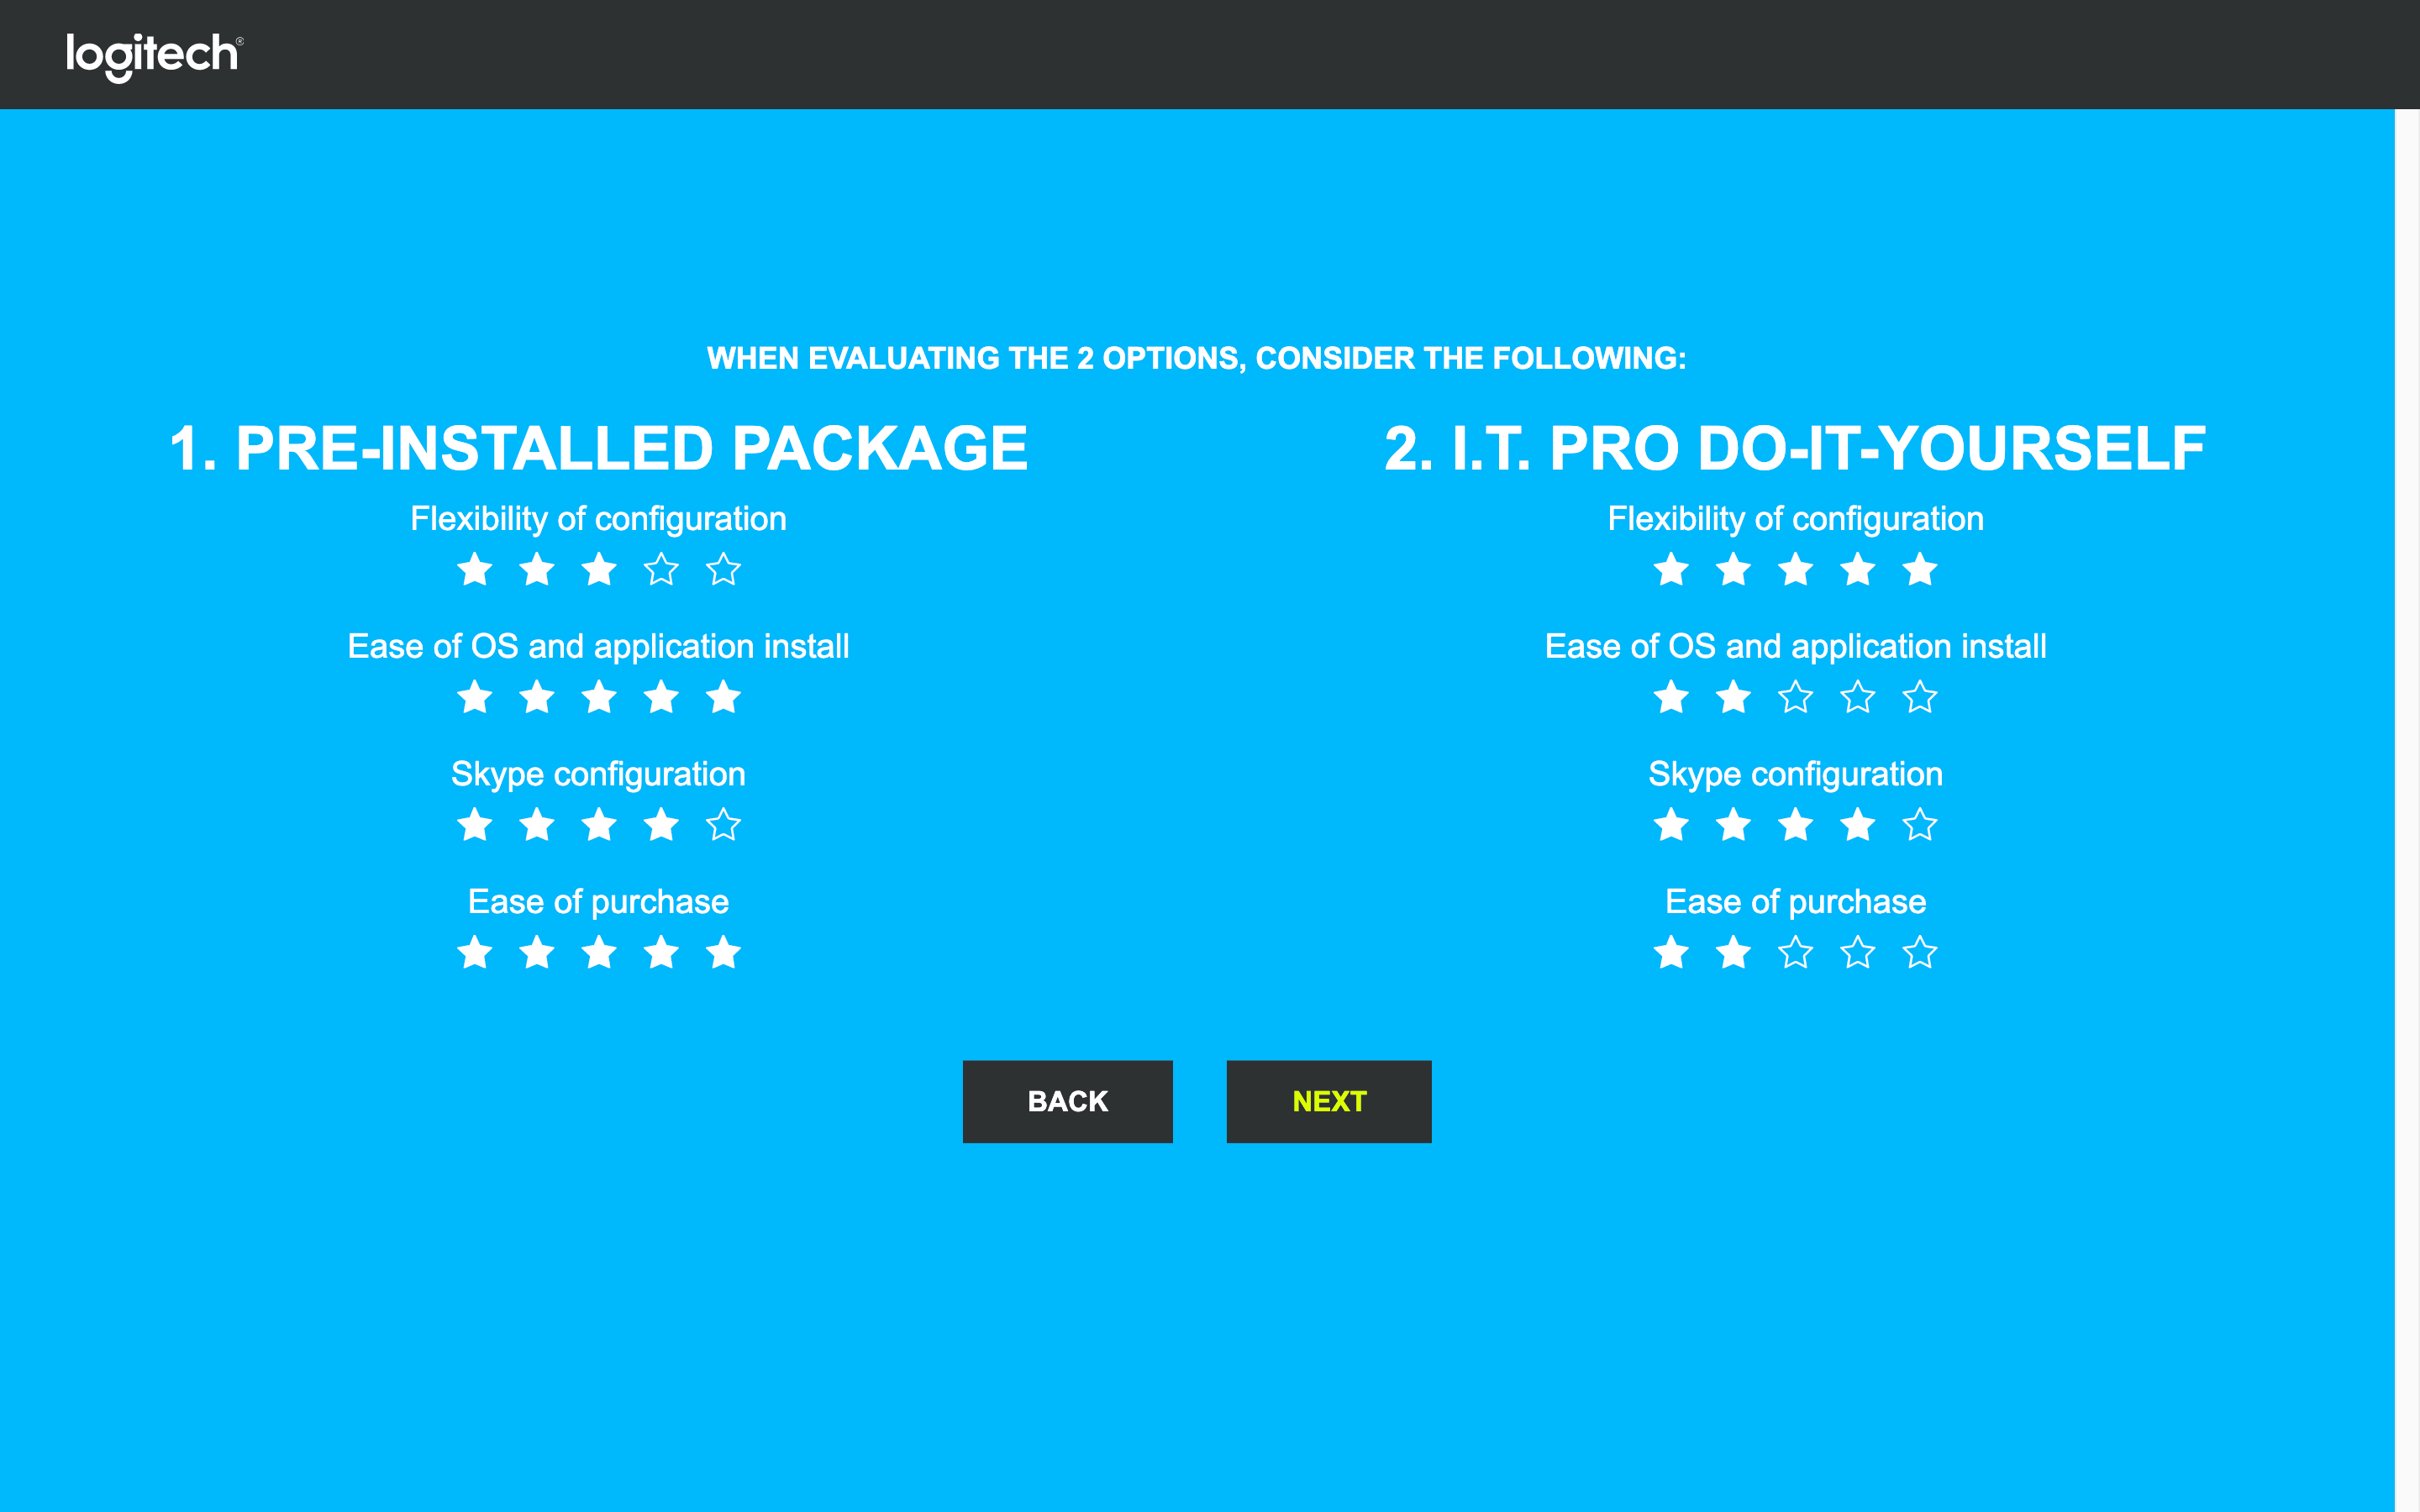 logitech®
WHEN EVALUATING THE 2 OPTIONS, CONSIDER THE FOLLOWING:
1. PRE-INSTALLED PACKAGE
Flexibility of configuration
Ease of OS and application install
Skype configuration
Ease of purchase
2. I.T. PRO DO-IT-YOURSELF
Flexibility of configuration
Ease of OS and application install
Skype configuration
Ease of purchase
BACK
NEXT